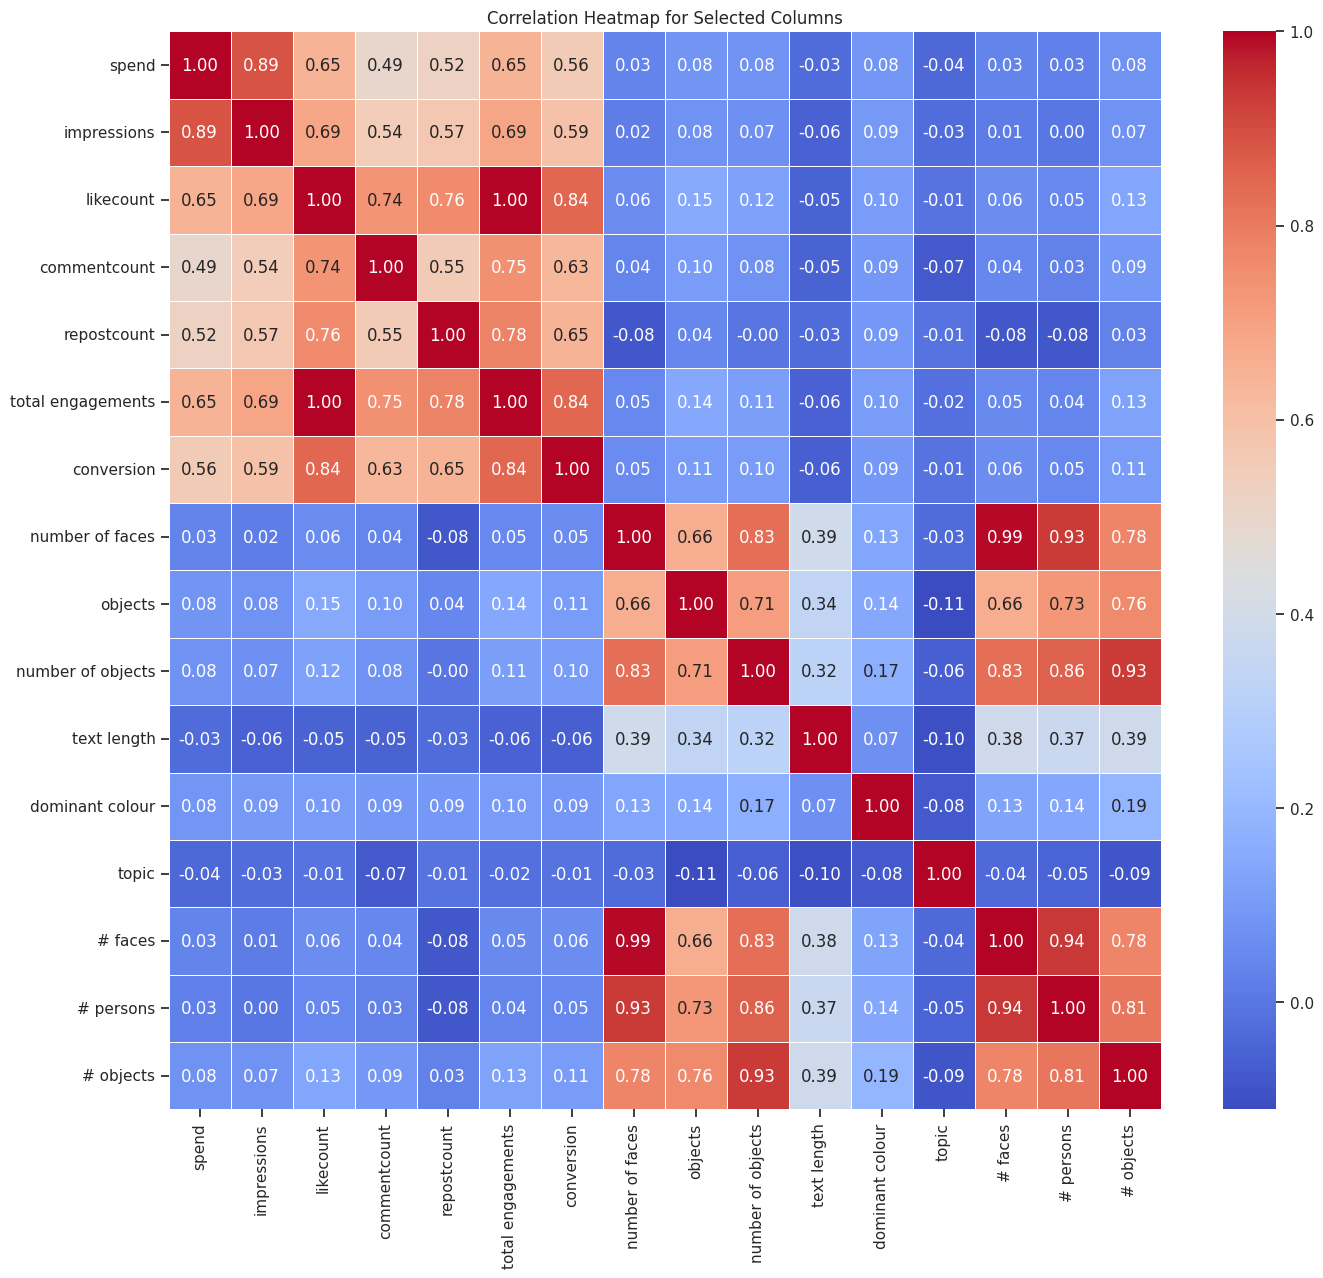 Correlation Heatmap for Selected Columns
spend 1.00 0.89 0.65 0.49 0.52 0.65 0.56 0.03 0.08 0.08 -0.03 0.08 -0.04 0.03 0.03 0.08
impressions 0.89 1.00 0.69 0.54 0.57 0.69 0.59 0.02 0.08 0.07 -0.06 0.09 -0.03 0.01 0.00 0.07
likecount 0.65 0.69 1.00 0.74 0.76 1.00 0.84 0.06 0.15 0.12 -0.05 0.10 -0.01 0.06 0.05 0.13
commentcount 0.49 0.54 0.74 1.00 0.55 0.75 0.63 0.04 0.10 0.08 -0.05 0.09 -0.07 0.04 0.03 0.09
repostcount 0.52 0.57 0.76 0.55 1.00 0.78 0.65 -0.08 0.04 -0.00 -0.03 0.09 -0.01 -0.08 -0.08 0.03
total engagements 0.65 0.69 1.00 0.75 0.78 1.00 0.84 0.05 0.14 0.11 -0.06 0.10 -0.02 0.05 0.04 0.13
conversion 0.56 0.59 0.84 0.63 0.65 0.84 1.00 0.05 0.11 0.10 -0.06 0.09 -0.01 0.06 0.05 0.11
number of faces 0.03 0.02 0.06 0.04 -0.08 0.05 0.05 1.00 0.66 0.83 0.39 0.13 -0.03 0.99 0.93 0.78
objects 0.08 0.08 0.15 0.10 0.04 0.14 0.11 0.66 1.00 0.71 0.34 0.14 -0.11 0.66 0.73 0.76
number of objects 0.08 0.07 0.12 0.08 -0.00 0.11 0.10 0.83 0.71 1.00 0.32 0.17 -0.06 0.83 0.86 0.93
text length -0.03 -0.06 -0.05 -0.05 -0.03 -0.06 -0.06 0.39 0.34 0.32 1.00 0.07 -0.10 0.38 0.37 0.39
dominant colour 0.08 0.09 0.10 0.09 0.09 0.10 0.09 0.13 0.14 0.17 0.07 1.00 -0.08 0.13 0.14 0.19
topic -0.04 -0.03 -0.01 -0.07 -0.01 -0.02 -0.01 -0.03 -0.11 -0.06 -0.10 -0.08 1.00 -0.04 -0.05 -0.09
# faces 0.03 0.01 0.06 0.04 -0.08 0.05 0.06 0.99 0.66 0.83 0.38 0.13 -0.04 1.00 0.94 0.78
# persons 0.03 0.00 0.05 0.03 -0.08 0.04 0.05 0.93 0.73 0.86 0.37 0.14 -0.05 0.94 1.00 0.81
# objects 0.08 0.07 0.13 0.09 0.03 0.13 0.11 0.78 0.76 0.93 0.39 0.19 -0.09 0.78 0.81 1.00
spend
impressions
likecount
commentcount
repostcount
total engagements
conversion
number of faces
objects
number of objects
text length
dominant colour
topic
# faces
# persons
# objects
1.0
0.8
0.6
0.4
0.2
0.0